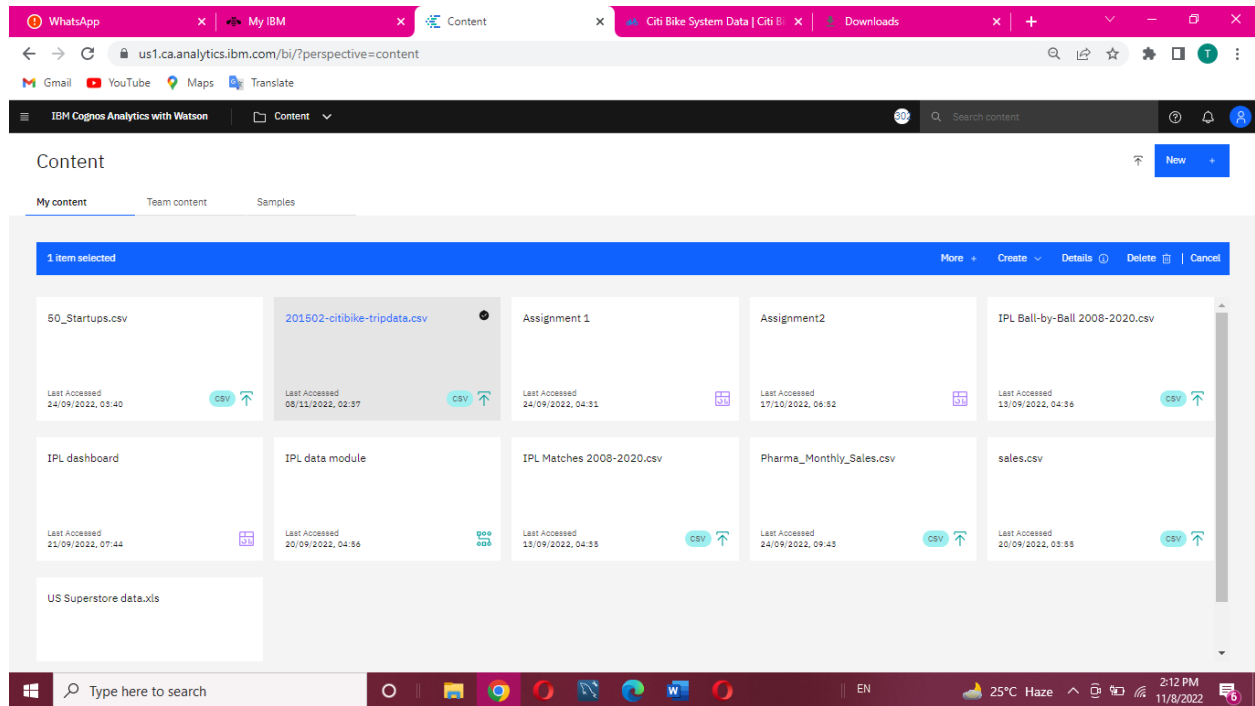 WhatsApp
My IBM
Content
Citi Bike System Data | Citi Bi
Downloads
us1.ca.analytics.ibm.com/bi/?perspective=content
T
Gmail
YouTube
Maps
Translate
IBM Cognos Analytics with Watson
Content
Search content
Content
New +
My content
Team content
Samples
1 item selected
More +
Create
Details
Delete
Cancel
50_Startups.csv
201502-citibike-tripdata.csv
Assignment 1
Assignment2
IPL Ball-by-Ball 2008-2020.csv
Last Accessed
24/09/2022, 03:40
CSV
Last Accessed
08/11/2022, 02:37
CSV
Last Accessed
24/09/2022, 04:31
Last Accessed
17/10/2022, 06:52
Last Accessed
13/09/2022, 04:36
CSV
IPL dashboard
IPL data module
IPL Matches 2008-2020.csv
Pharma_Monthly_Sales.csv
sales.csv
Last Accessed
21/09/2022, 07:44
Last Accessed
20/09/2022, 04:56
Last Accessed
13/09/2022, 04:35
CSV
Last Accessed
24/09/2022, 09:43
CSV
Last Accessed
20/09/2022, 03:55
CSV
US Superstore data.xls
Type here to search
EN
25°C Haze
2:12 PM
11/8/2022
6